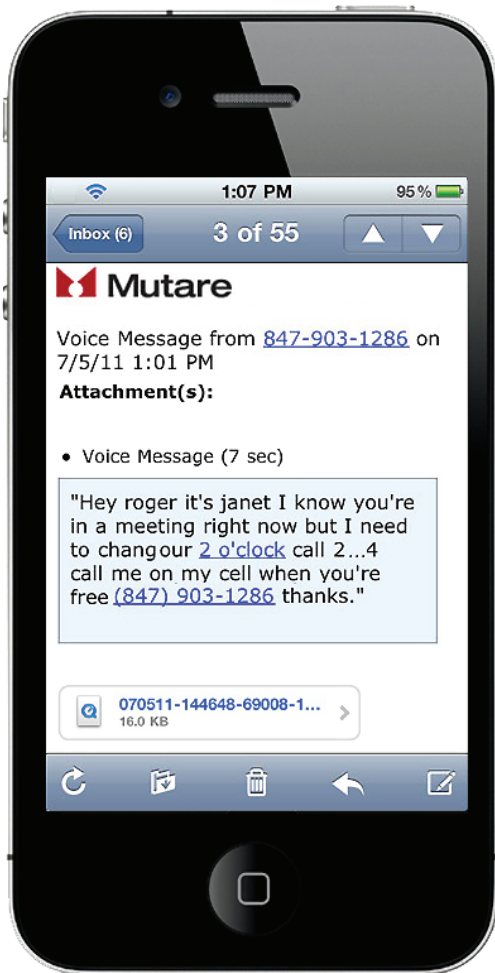 1:07 PM 95%
Inbox (6) 3 of 55
Mutare
Voice Message from 847-903-1286 on
7/5/11 1:01 PM
Attachment(s):
• Voice Message (7 sec)
"Hey roger it's janet I know you're
in a meeting right now but I need
to changour 2 o'clock call 2...4
call me on my cell when you're
free (847) 903-1286 thanks."
070511-144648-69008-1...
16.0 KB